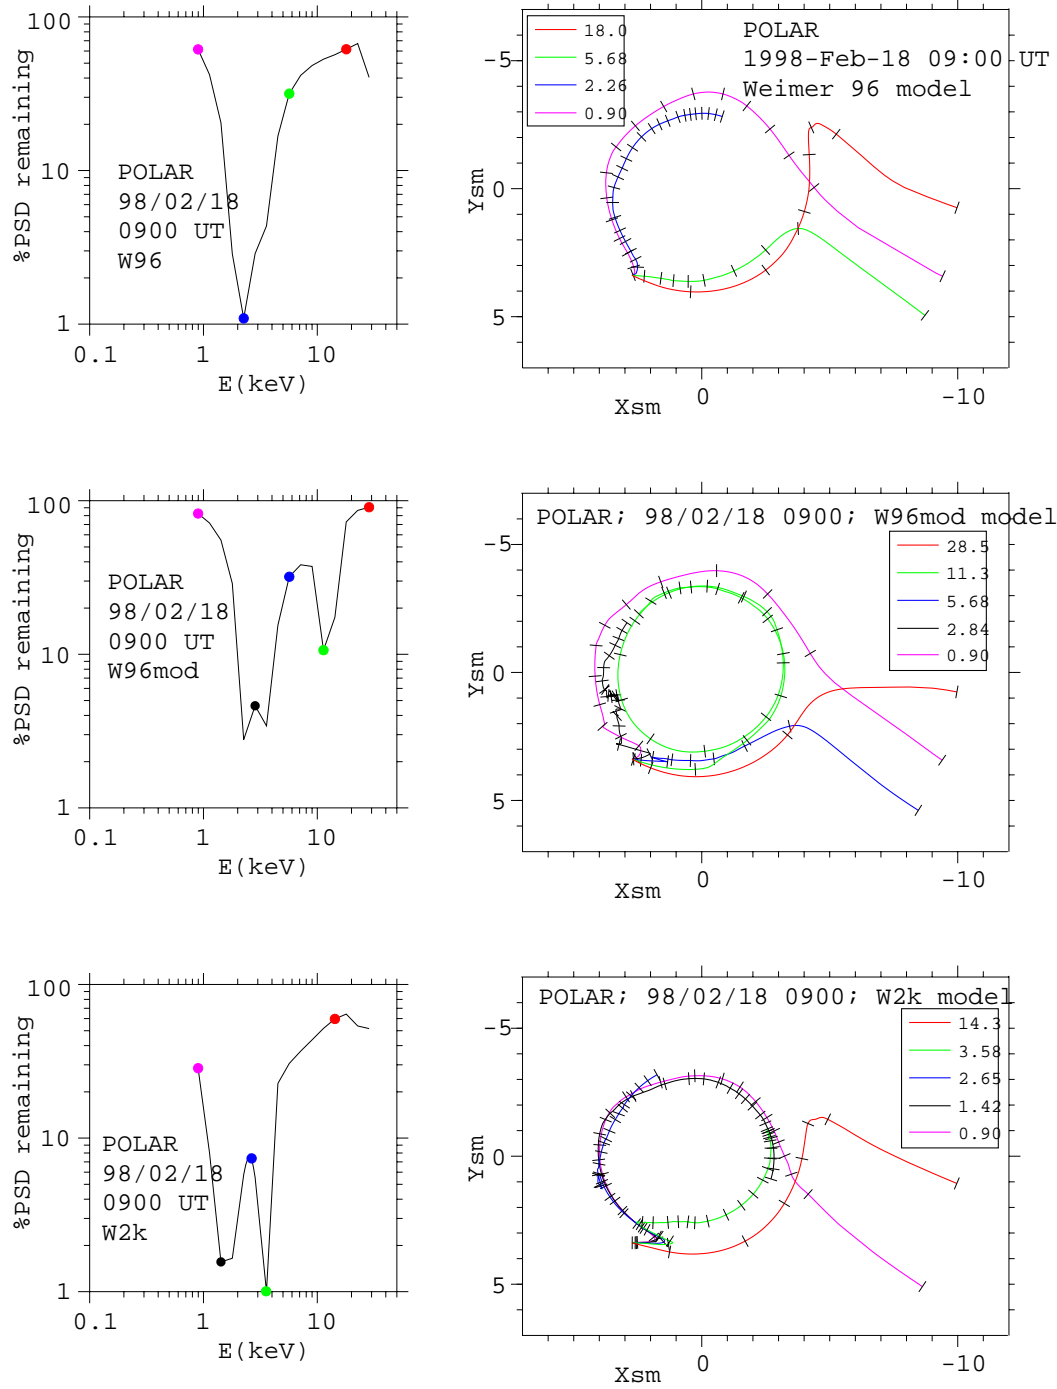 100
10
1
0.1
1
10
E(keV)
%PSD remaining
POLAR
98/02/18
0900 UT
W96
18.0
5.68
2.26
0.90
POLAR
1998-Feb-18 09:00 UT
Weimer 96 model
-5
0
5
Ysm
0
-10
Xsm
100
10
1
0.1
1
10
E(keV)
%PSD remaining
POLAR
98/02/18
0900 UT
W96mod
POLAR; 98/02/18 0900; W96mod model
28.5
11.3
5.68
2.84
0.90
-5
0
5
Ysm
0
-10
Xsm
100
10
1
0.1
1
10
E(keV)
%PSD remaining
POLAR
98/02/18
0900 UT
W2k
POLAR; 98/02/18 0900; W2k model
14.3
3.58
2.65
1.42
0.90
-5
0
5
Ysm
0
-10
Xsm